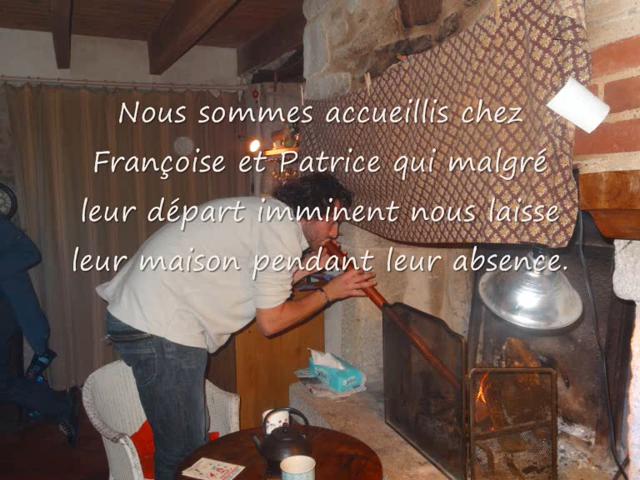 Nous sommes accueillis chez
Françoise et Patrice qui malgré
leur départ imminent nous laisse
leur maison pendant leur absence.